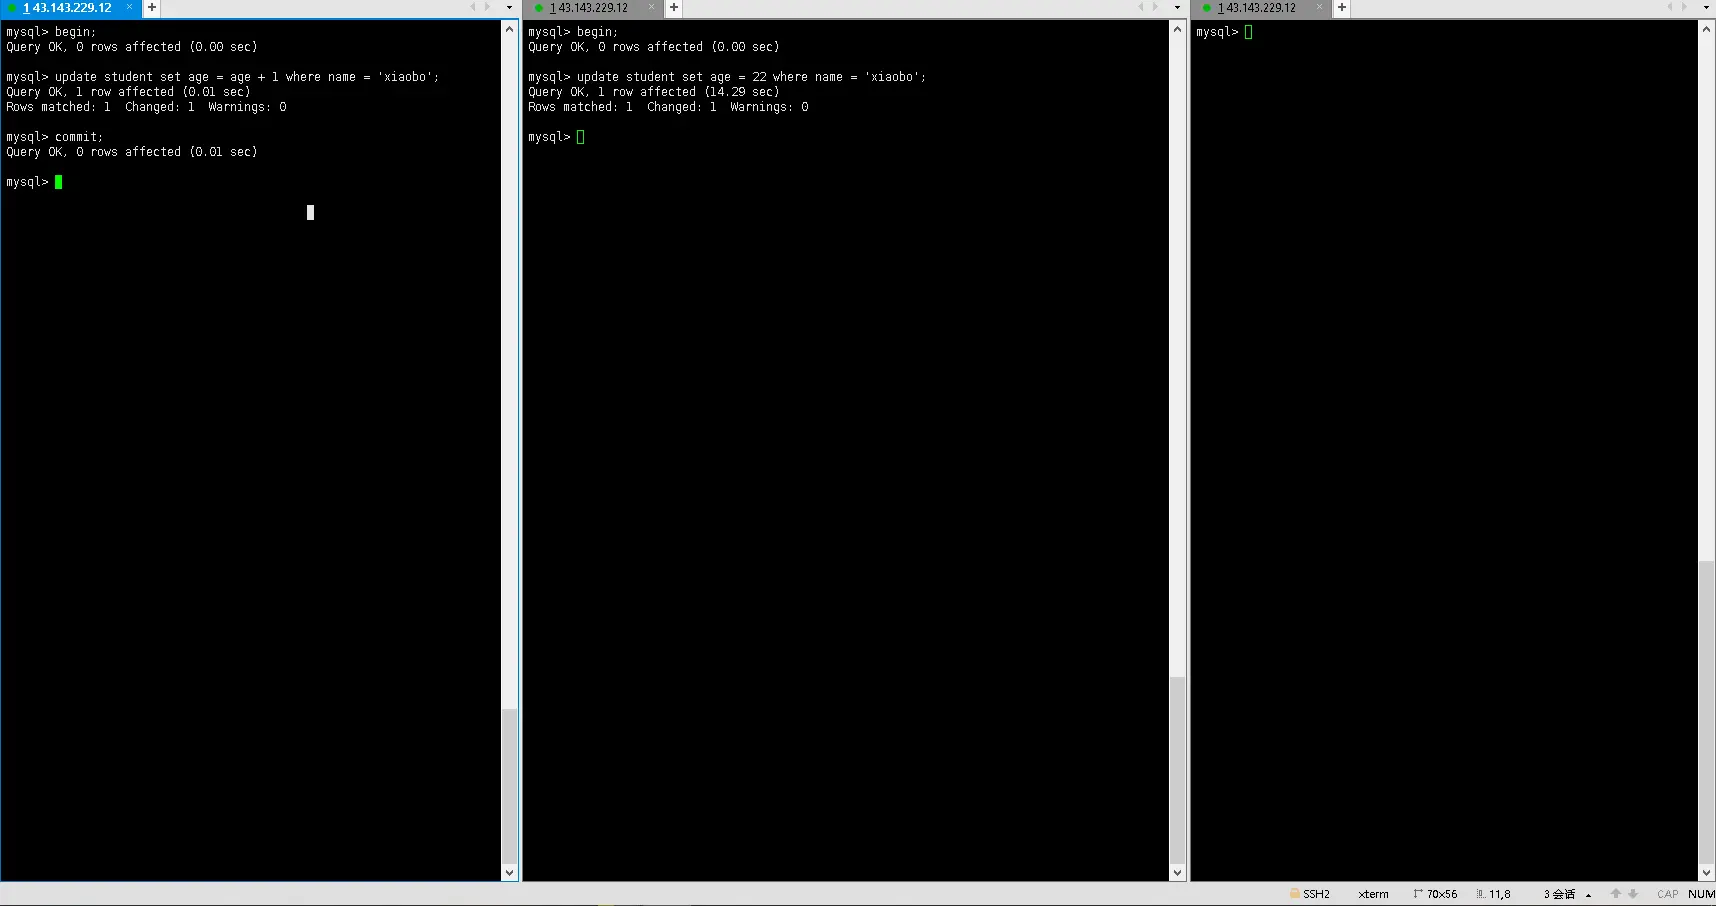 1 43.143.229.12 × +
mysql> begin;
Query OK, 0 rows affected (0.00 sec)
mysql> update student set age = age + 1 where name = 'xiaobo';
Query OK, 1 row affected (0.01 sec)
Rows matched: 1  Changed: 1  Warnings: 0
mysql> commit;
Query OK, 0 rows affected (0.01 sec)
mysql>
1 43.143.229.12 × +
mysql> begin;
Query OK, 0 rows affected (0.00 sec)
mysql> update student set age = 22 where name = 'xiaobo';
Query OK, 1 row affected (14.29 sec)
Rows matched: 1  Changed: 1  Warnings: 0
mysql>
1 43.143.229.12 × +
mysql>
SSH2 xterm 70x56 11,8 3 会话 CAP NUM